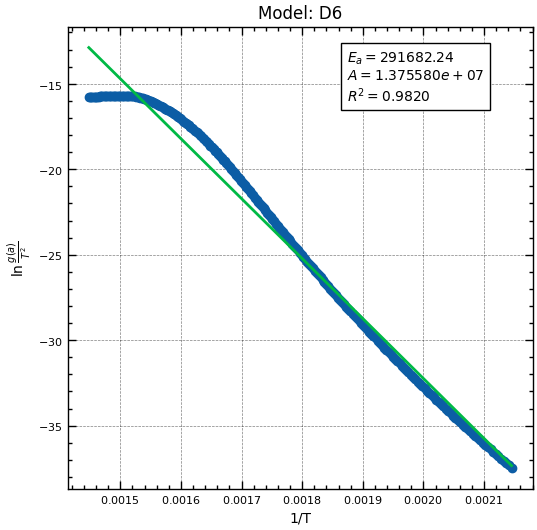 Model: D6
E_a = 291682.24
A = 1.375580e + 07
R^2 = 0.9820
ln g(a)/T^2
−15
−20
−25
−30
−35
0.0015 0.0016 0.0017 0.0018 0.0019 0.0020 0.0021
1/T